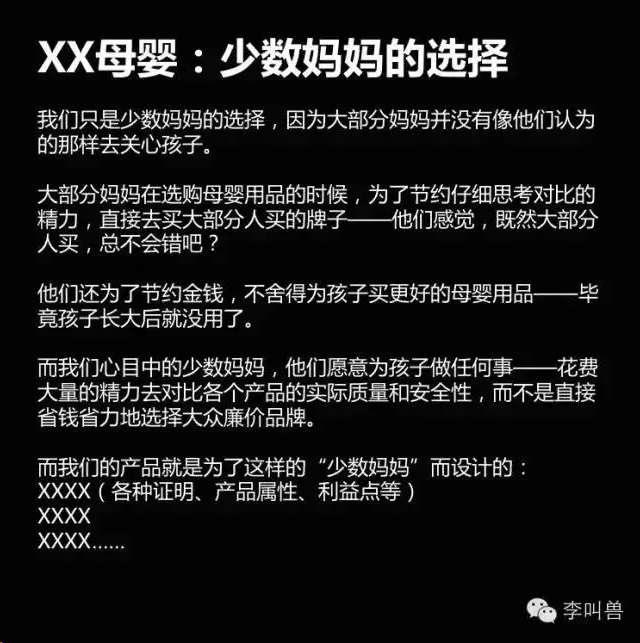 XX母婴：少数妈妈的选择
我们只是少数妈妈的选择，因为大部分妈妈并没有像他们认为
的那样去关心孩子。
大部分妈妈在选购母婴用品的时候，为了节约仔细思考对比的
精力，直接去买大部分人买的牌子——他们感觉，既然大部分
人买，总不会错吧？
他们还为了节约金钱，不舍得为孩子买更好的母婴用品——毕
竟孩子长大后就没用了。
而我们心目中的少数妈妈，他们愿意为孩子做任何事——花费
大量的精力去对比各个产品的实际质量和安全性，而不是直接
省钱省力地选择大众廉价品牌。
而我们的产品就是为了这样的“少数妈妈”而设计的：
XXXX（各种证明、产品属性、利益点等）
XXXX
XXXX……
李叫兽